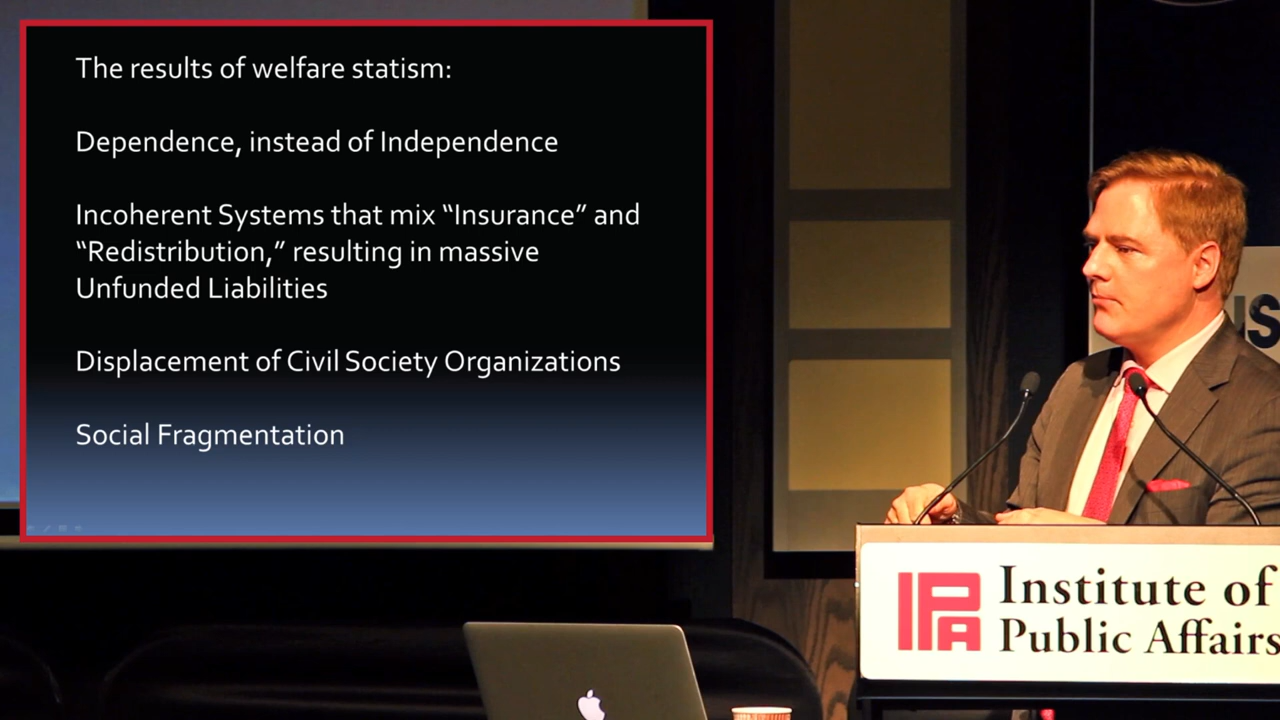 The results of welfare statism:
Dependence, instead of Independence
Incoherent Systems that mix “Insurance” and
“Redistribution,” resulting in massive
Unfunded Liabilities
Displacement of Civil Society Organizations
Social Fragmentation
IPA
Institute of
Public Affairs